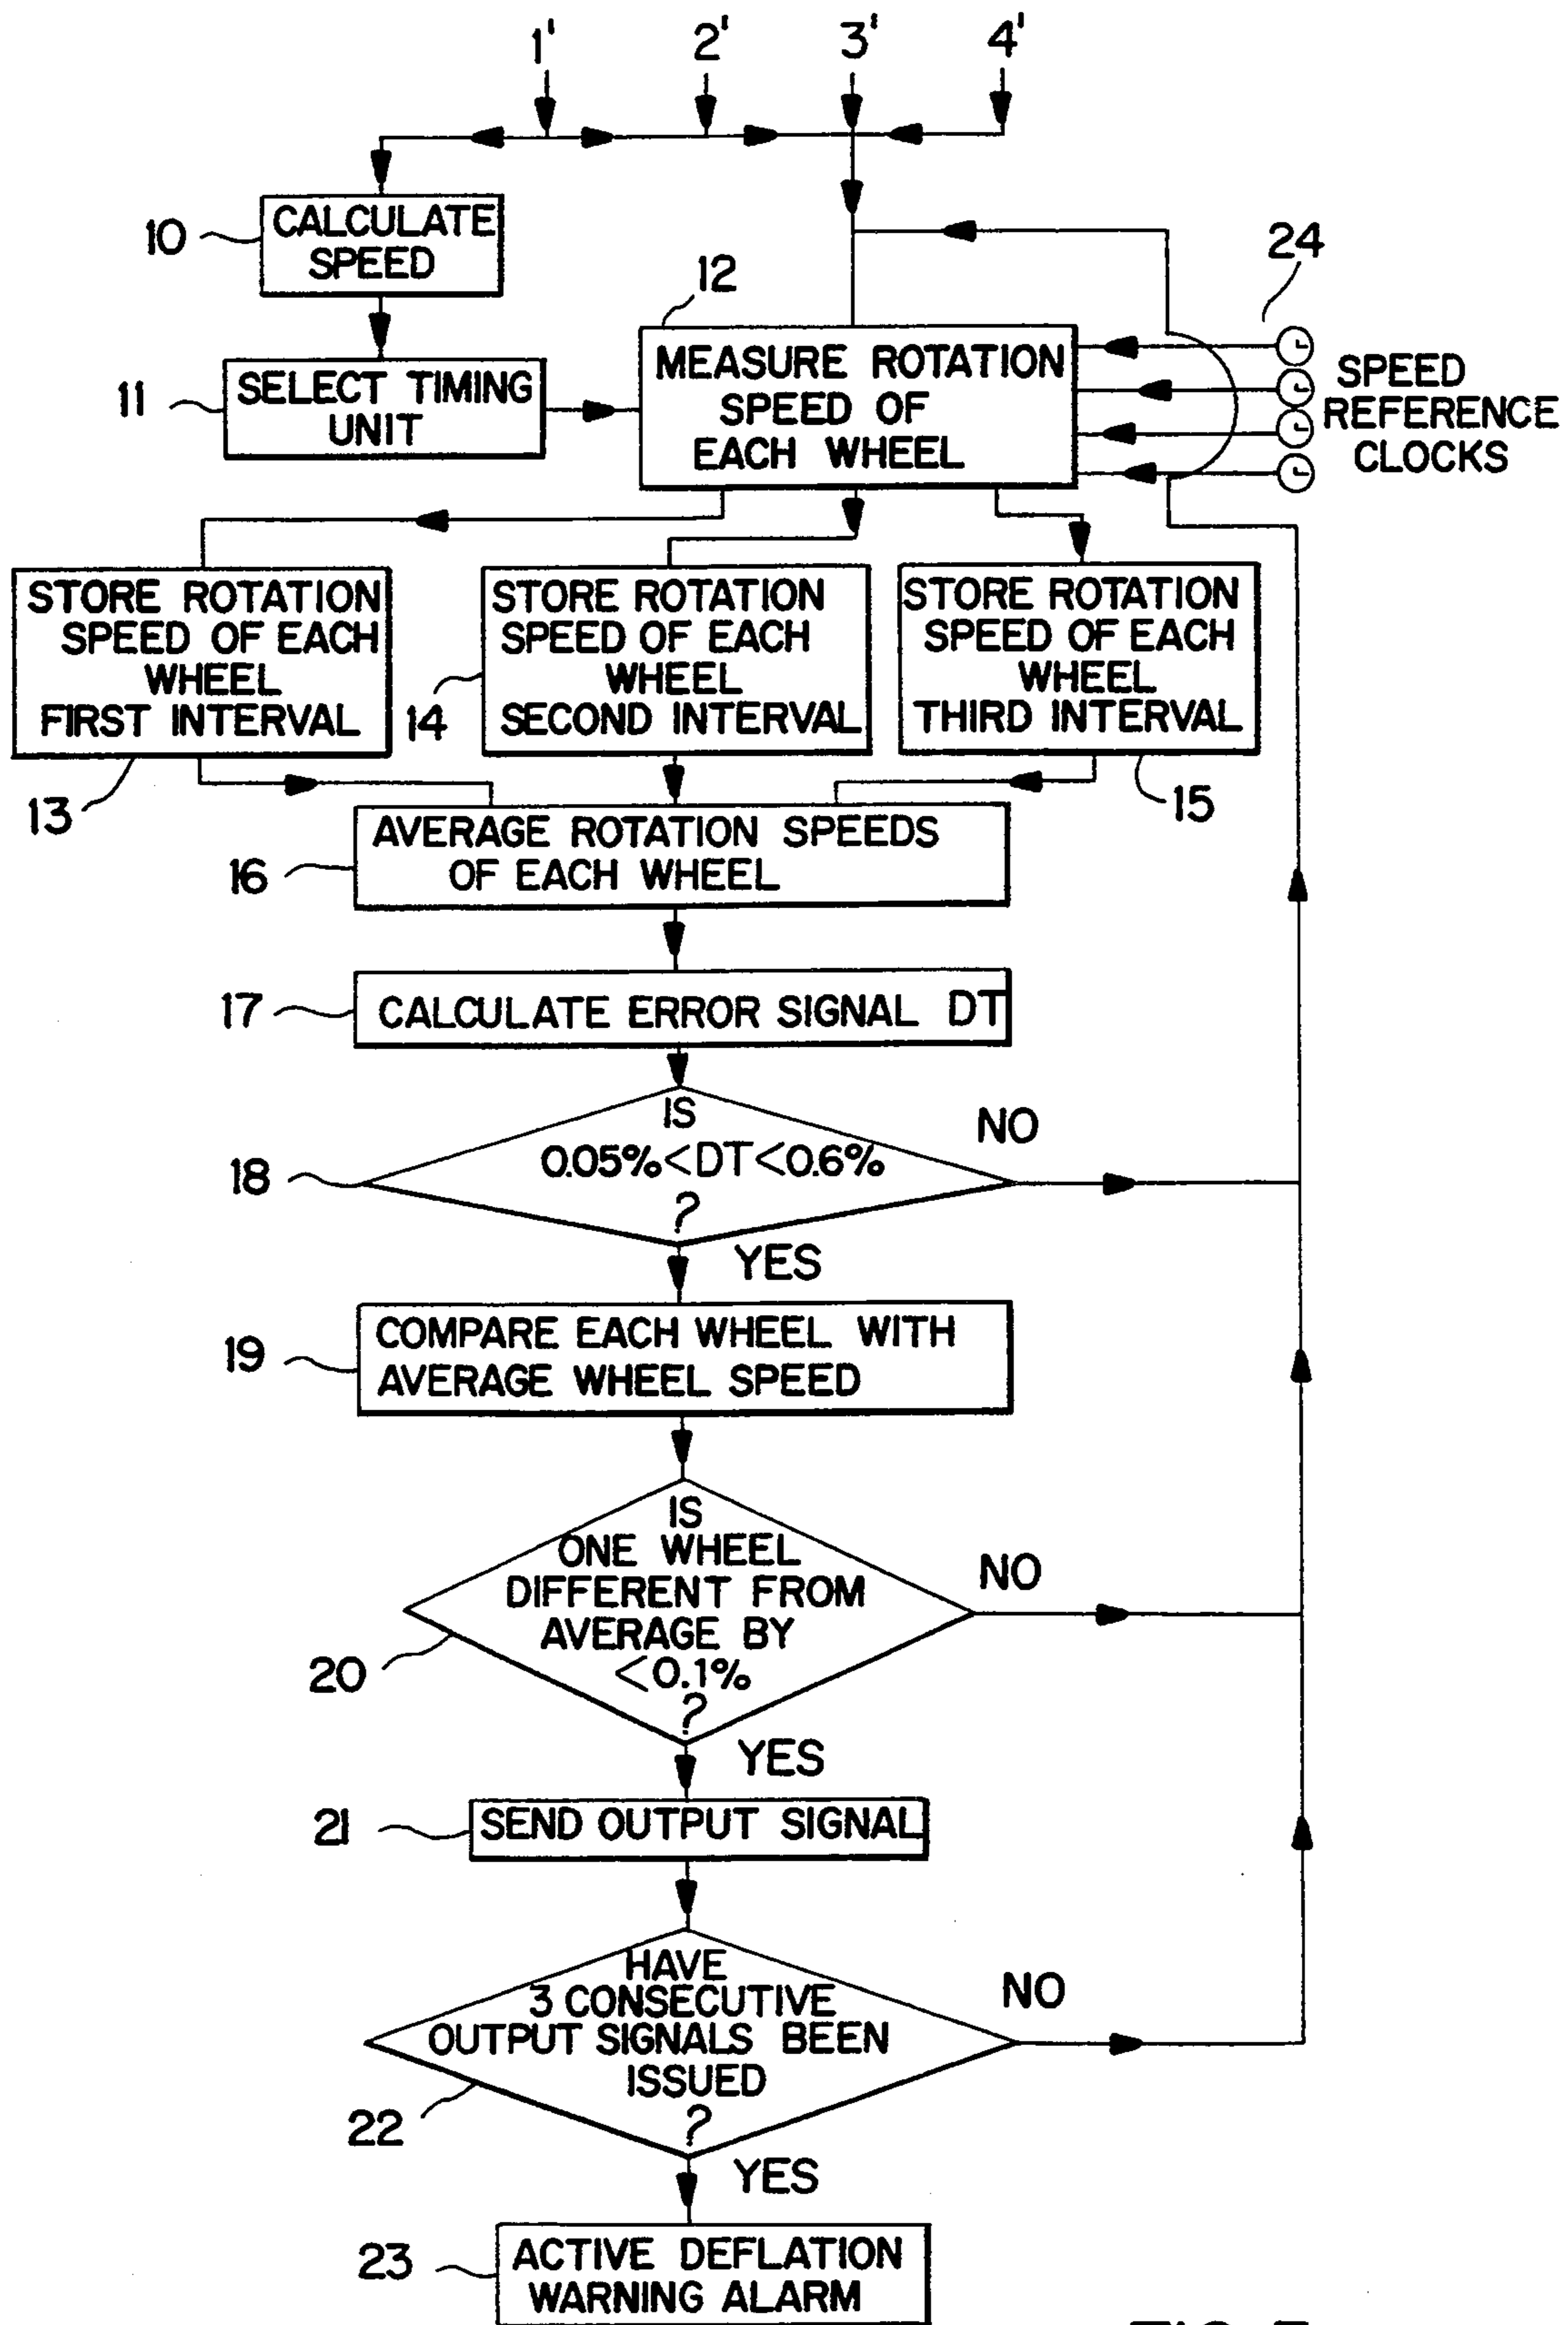 1' 2' 3' 4'
10
CALCULATE
SPEED
12
24
11
SELECT TIMING
UNIT
MEASURE ROTATION
SPEED OF
EACH WHEEL
SPEED
REFERENCE
CLOCKS
STORE ROTATION
SPEED OF EACH
WHEEL
FIRST INTERVAL
13
14
STORE ROTATION
SPEED OF EACH
WHEEL
SECOND INTERVAL
STORE ROTATION
SPEED OF EACH
WHEEL
THIRD INTERVAL
15
16
AVERAGE ROTATION SPEEDS
OF EACH WHEEL
17
CALCULATE ERROR SIGNAL DT
18
IS
0.05%<DT<0.6%
?
NO
YES
19
COMPARE EACH WHEEL WITH
AVERAGE WHEEL SPEED
20
IS
ONE WHEEL
DIFFERENT FROM
AVERAGE BY
<0.1%
?
NO
YES
21
SEND OUTPUT SIGNAL
22
HAVE
3 CONSECUTIVE
OUTPUT SIGNALS BEEN
ISSUED
?
NO
YES
23
ACTIVE DEFLATION
WARNING ALARM